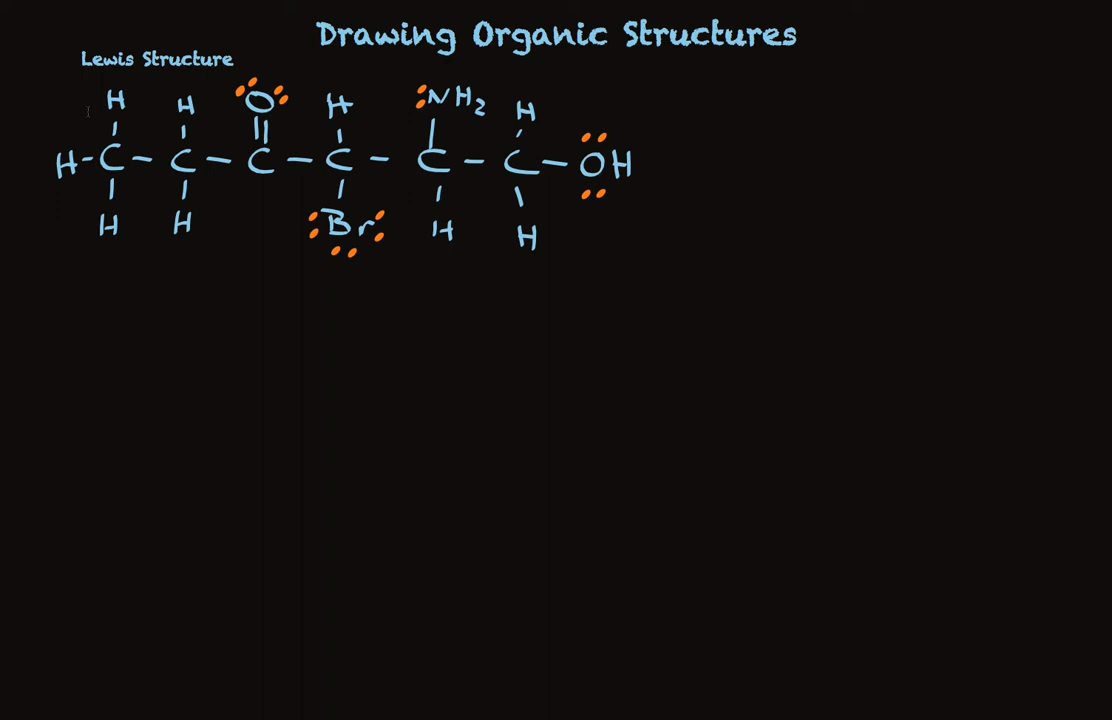 Drawing Organic Structures
Lewis Structure
H H O H NH2 H
H-C-C-C-C-C-C-OH
H H Br H H